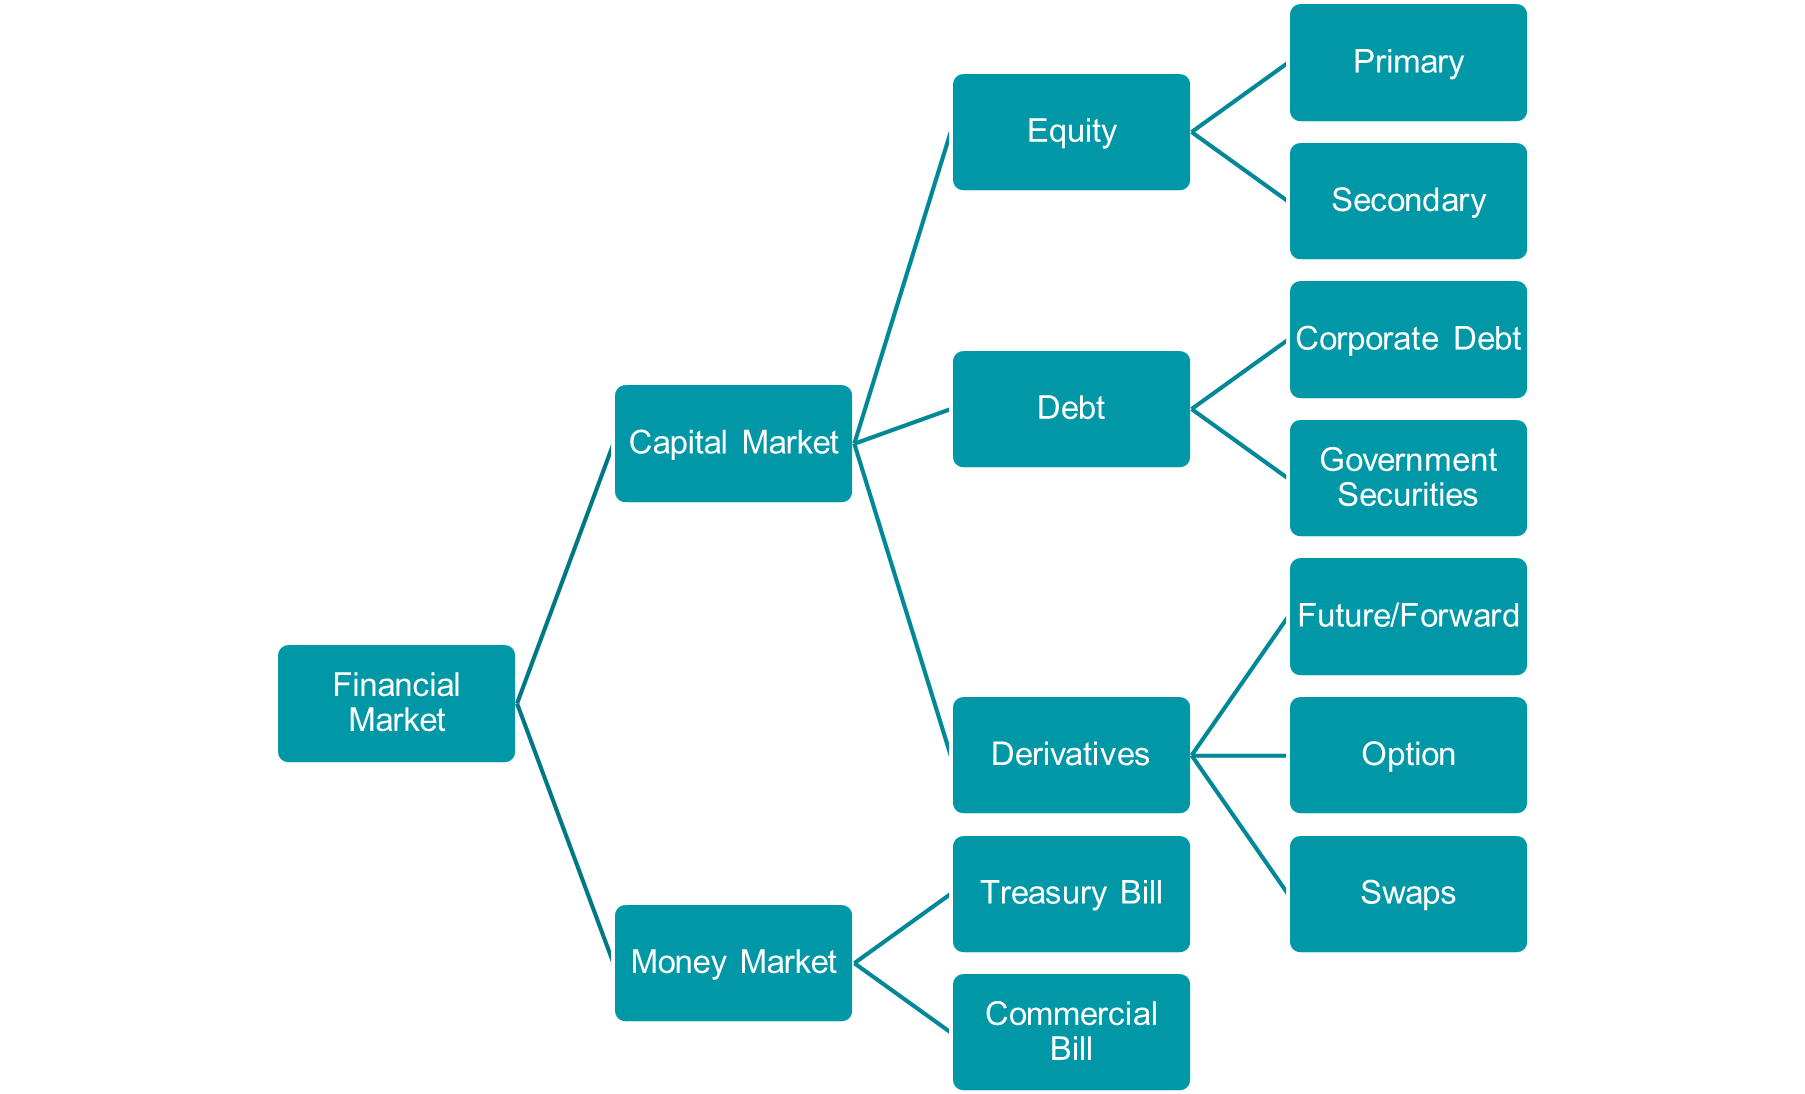 Primary
Equity
Secondary
Corporate Debt
Debt
Capital Market
Government
Securities
Future/Forward
Financial
Market
Derivatives
Option
Treasury Bill
Swaps
Money Market
Commercial
Bill